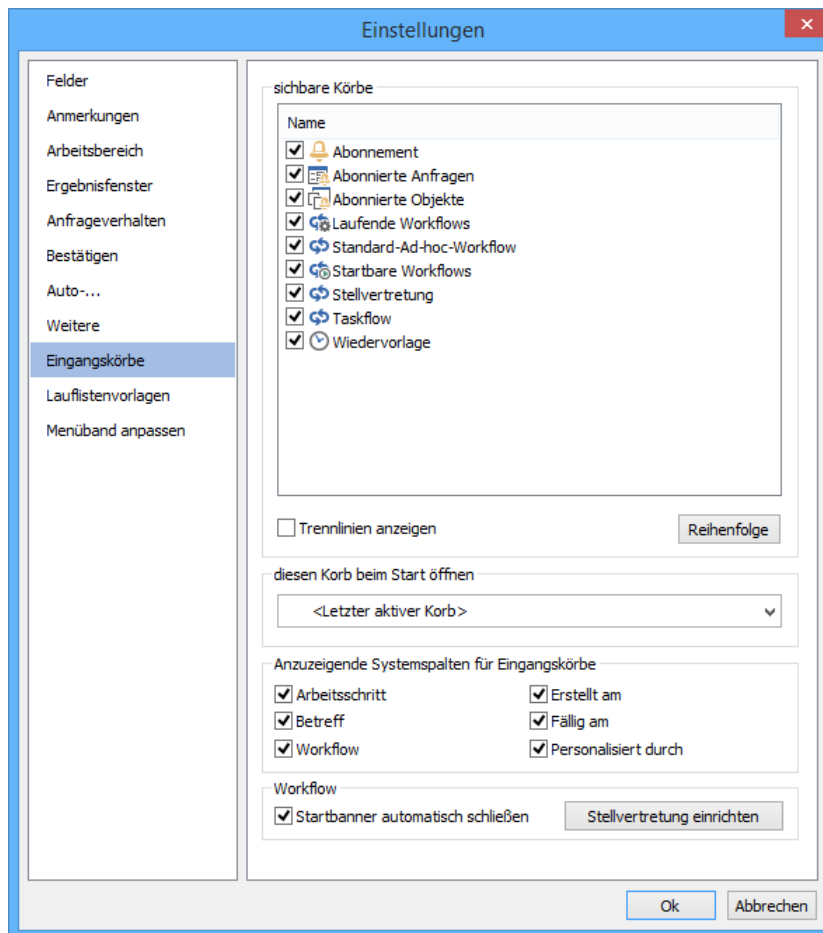 Einstellungen
Felder
Anmerkungen
Arbeitsbereich
Ergebnisfenster
Anfrageverhalten
Bestätigen
Auto-...
Weitere
Eingangskörbe
Lauflistenvorlagen
Menüband anpassen
sichbare Körbe
Name
Abonnement
Abonnierte Anfragen
Abonnierte Objekte
Laufende Workflows
Standard-Ad-hoc-Workflow
Startbare Workflows
Stellvertretung
Taskflow
Wiedervorlage
Trennlinien anzeigen
Reihenfolge
diesen Korb beim Start öffnen
<Letzter aktiver Korb>
Anzuzeigende Systemspalten für Eingangskörbe
Arbeitsschritt
Erstellt am
Betreff
Fällig am
Workflow
Personalisiert durch
Workflow
Startbanner automatisch schließen
Stellvertretung einrichten
Ok
Abbrechen